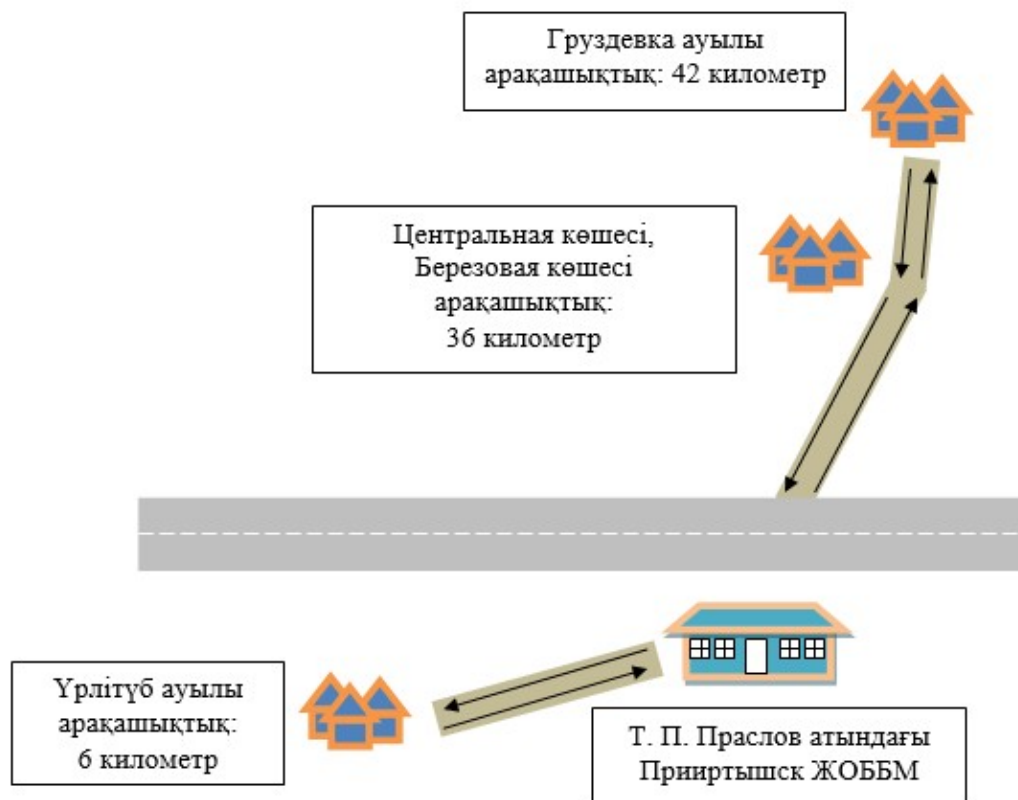 Груздевка ауылы
арақашықтық: 42 километр
Центральная көшесі,
Березовая көшесі
арақашықтық:
36 километр
Үрлітүб ауылы
арақашықтық:
6 километр
Т. П. Праслов атындағы
Прииртышск ЖОББМ